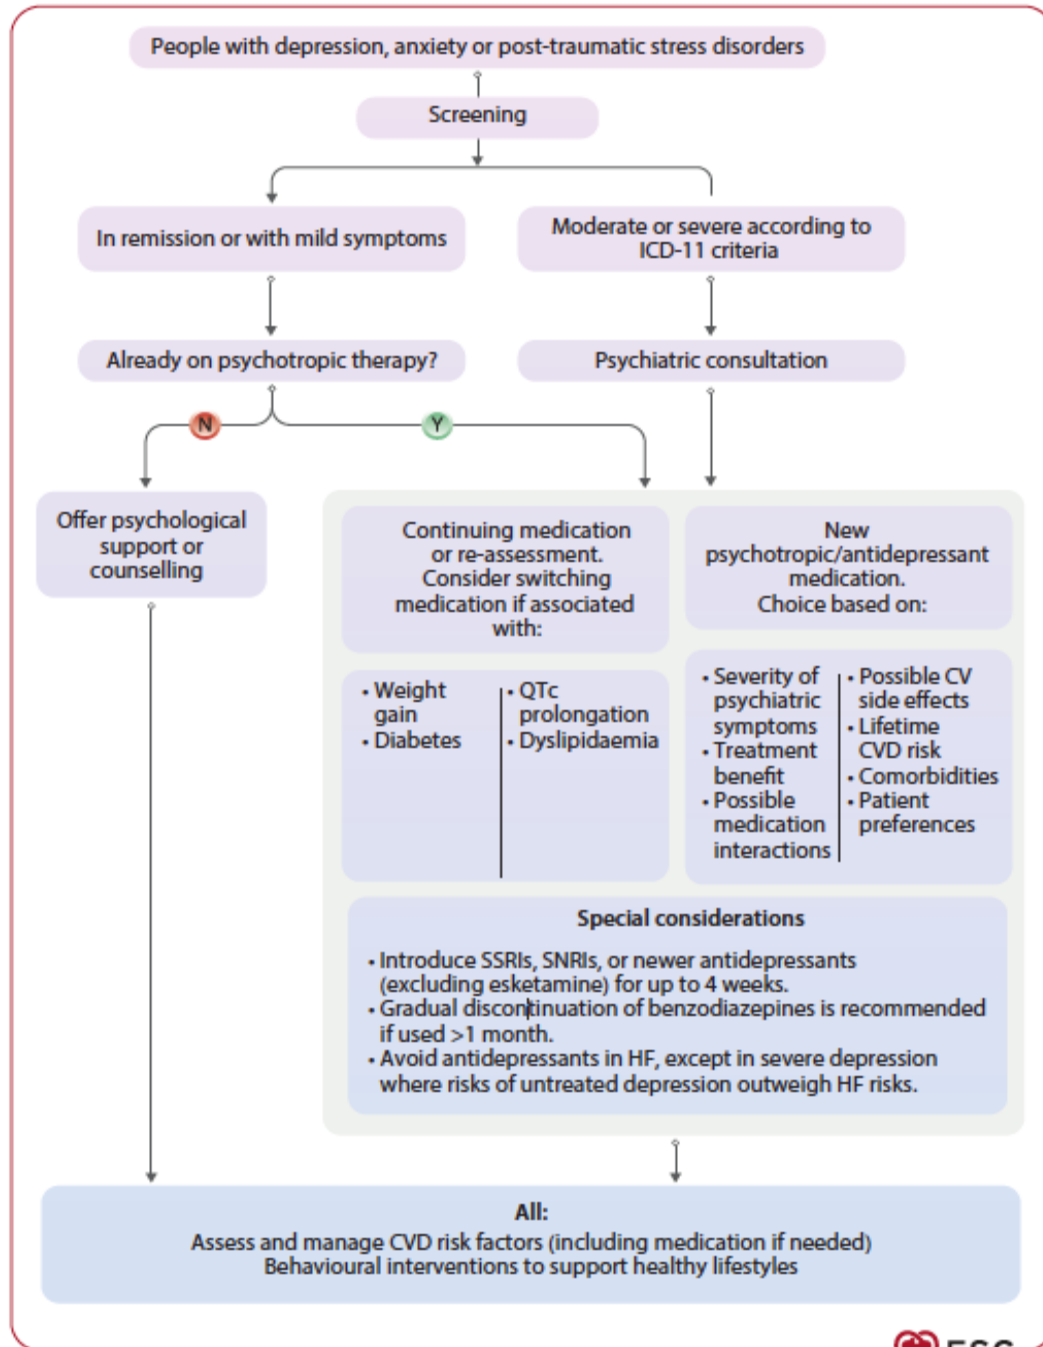 People with depression, anxiety or post-traumatic stress disorders
Screening
In remission or with mild symptoms
Moderate or severe according to
ICD-11 criteria
Already on psychotropic therapy?
Psychiatric consultation
N
Y
Offer psychological
support or
counselling
Continuing medication
or re-assessment.
Consider switching
medication if associated
with:
• Weight
gain
• Diabetes
• QTc
prolongation
• Dyslipidaemia
New
psychotropic/antidepressant
medication.
Choice based on:
• Severity of
psychiatric
symptoms
• Treatment
benefit
• Possible
medication
interactions
• Possible CV
side effects
• Lifetime
CVD risk
• Comorbidities
• Patient
preferences
Special considerations
• Introduce SSRIs, SNRIs, or newer antidepressants
(excluding esketamine) for up to 4 weeks.
• Gradual discontinuation of benzodiazepines is recommended
if used >1 month.
• Avoid antidepressants in HF, except in severe depression
where risks of untreated depression outweigh HF risks.
All:
Assess and manage CVD risk factors (including medication if needed)
Behavioural interventions to support healthy lifestyles
ESC